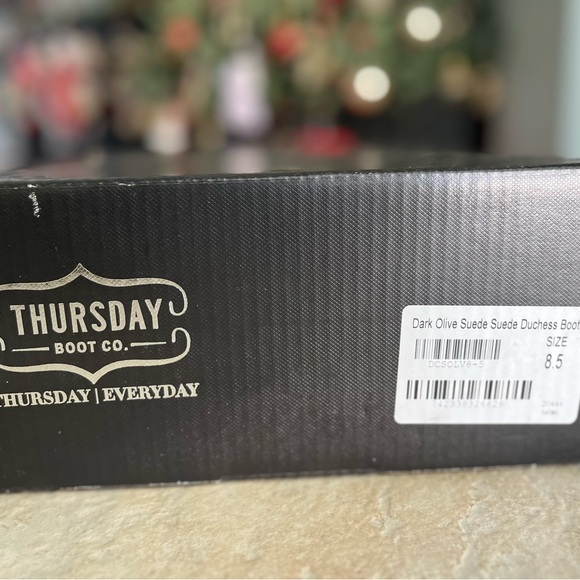 THURSDAY
BOOT CO.
THURSDAY | EVERYDAY
Dark Olive Suede Suede Duchess Boot
SIZE
8.5